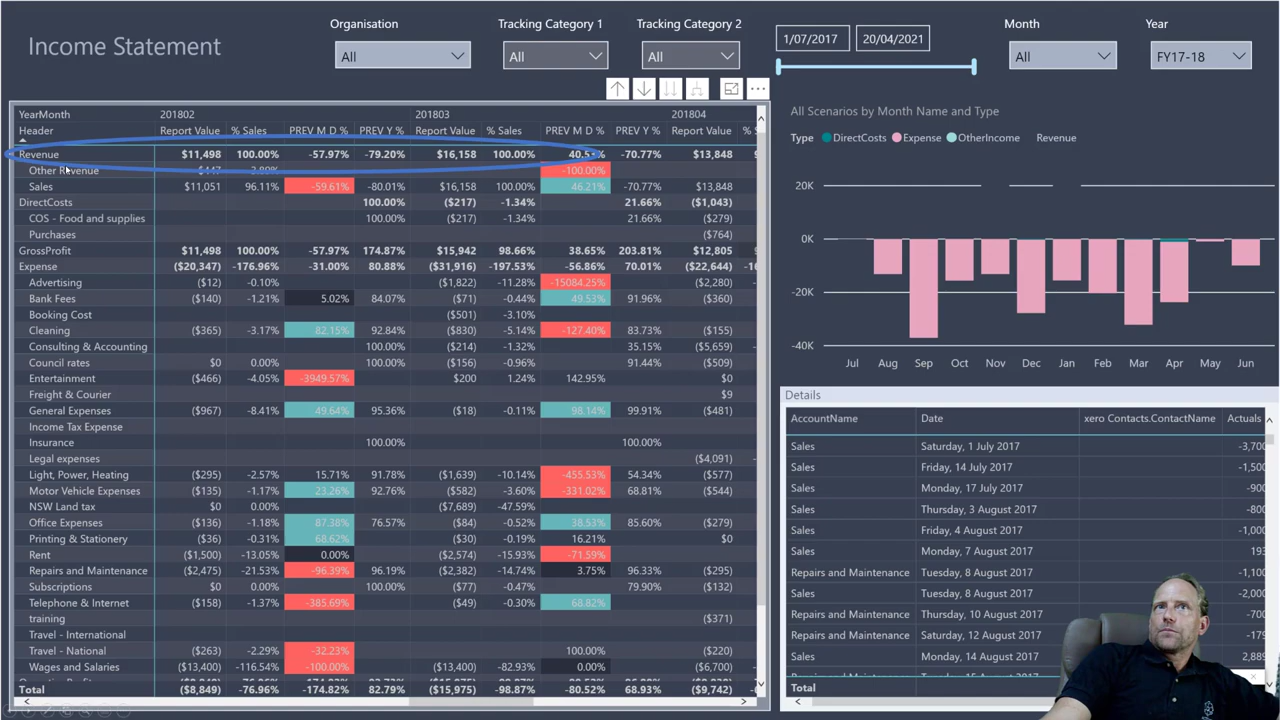 Income Statement
Organisation Tracking Category 1 Tracking Category 2 Month Year
All All All 1/07/2017 20/04/2021 All FY17-18
YearMonth 201802 201803 201804
Header Report Value % Sales PREV M D % PREV Y % Report Value % Sales PREV M D % PREV Y % Report Value %
Revenue $11,498 100.00% -57.97% -79.20% $16,158 100.00% -70.77% $13,848
Other Revenue -100.00%
Sales $11,051 96.11% -59.61% -80.01% $16,158 100.00% 46.21% -70.77% $13,848
DirectCosts 100.00% ($217) -1.34% 21.66% ($1,043)
COS - Food and supplies 100.00% ($217) -1.34% 21.66% ($279)
Purchases ($764)
GrossProfit $11,498 100.00% -57.97% 174.87% $15,942 98.66% 38.65% 203.81% $12,805
Expense ($20,347) -176.96% -31.00% 80.88% ($31,916) -197.53% -56.86% 70.01% ($22,644)
Advertising ($12) -0.10% ($1,822) -11.28% -15084.25% ($2,280)
Bank Fees ($140) -1.21% 5.02% 84.07% ($71) -0.44% 49.53% 91.96% ($360)
Booking Cost ($501) -3.10%
Cleaning ($365) -3.17% 82.15% 92.84% ($830) -5.14% -127.40% 83.73% ($155)
Consulting & Accounting 100.00% ($214) -1.32% 35.15% ($5,659)
Council rates $0 0.00% 100.00% ($156) -0.96% 91.44% ($509)
Entertainment ($466) -4.05% -3949.57% $200 1.24% 142.95% $0
Freight & Courier $9
General Expenses ($967) -8.41% 49.64% 95.36% ($18) -0.11% 98.14% 99.91% ($481)
Income Tax Expense
Insurance 100.00% 100.00%
Legal expenses ($4,091)
Light, Power, Heating ($295) -2.57% 15.71% 91.78% ($1,639) -10.14% -455.53% 54.34% ($577)
Motor Vehicle Expenses ($135) -1.17% 23.26% 92.76% ($582) -3.60% -331.02% 68.81% ($544)
NSW Land tax ($7,689) -47.59%
Office Expenses ($136) -1.18% 87.38% 76.57% ($84) -0.52% 38.53% 85.60% ($279)
Printing & Stationery ($36) -0.31% 68.62% ($30) -0.19% 16.21% $0
Rent ($1,500) -13.05% 0.00% ($2,574) -15.93% -71.59%
Repairs and Maintenance ($2,475) -21.53% -96.39% 96.19% ($2,382) -14.74% 3.75% 96.33% ($295)
Subscriptions $0 0.00% 100.00% ($77) -0.47% 79.90% ($132)
Telephone & Internet ($158) -1.37% -385.69% ($49) -0.30% 68.82%
training ($371)
Travel - International
Travel - National ($263) -2.29% -32.23% 100.00% ($220)
Wages and Salaries ($13,400) -116.54% -100.00% ($13,400) -82.93% 0.00% ($6,700)
Total ($8,849) -76.96% -174.82% 82.79% ($15,975) -98.87% -80.52% 68.93% ($9,742)
All Scenarios by Month Name and Type
Type DirectCosts Expense OtherIncome Revenue
20K
0K
-20K
-40K
Jul Aug Sep Oct Nov Dec Jan Feb Mar Apr May Jun
Details
AccountName Date xero Contacts.ContactName Actuals
Sales Saturday, 1 July 2017
Sales Friday, 14 July 2017
Sales Monday, 17 July 2017
Sales Thursday, 3 August 2017
Sales Friday, 4 August 2017
Sales Monday, 7 August 2017
Repairs and Maintenance Tuesday, 8 August 2017
Sales Tuesday, 8 August 2017
Repairs and Maintenance Thursday, 10 August 2017
Repairs and Maintenance Saturday, 12 August 2017
Sales Monday, 14 August 2017
Total